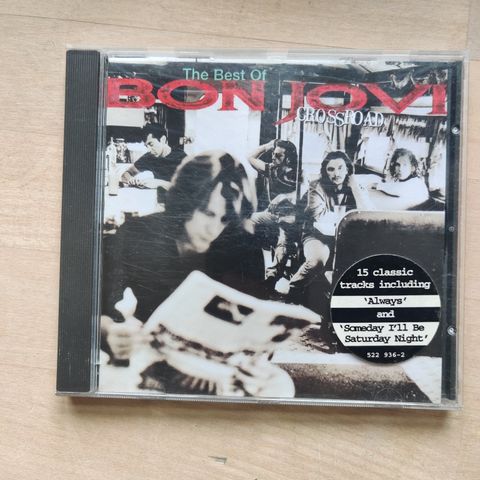 The Best Of
BON JOVI
CROSSROAD
15 classic
tracks including
'Always'
and
'Someday I'll Be
Saturday Night'
522 936-2